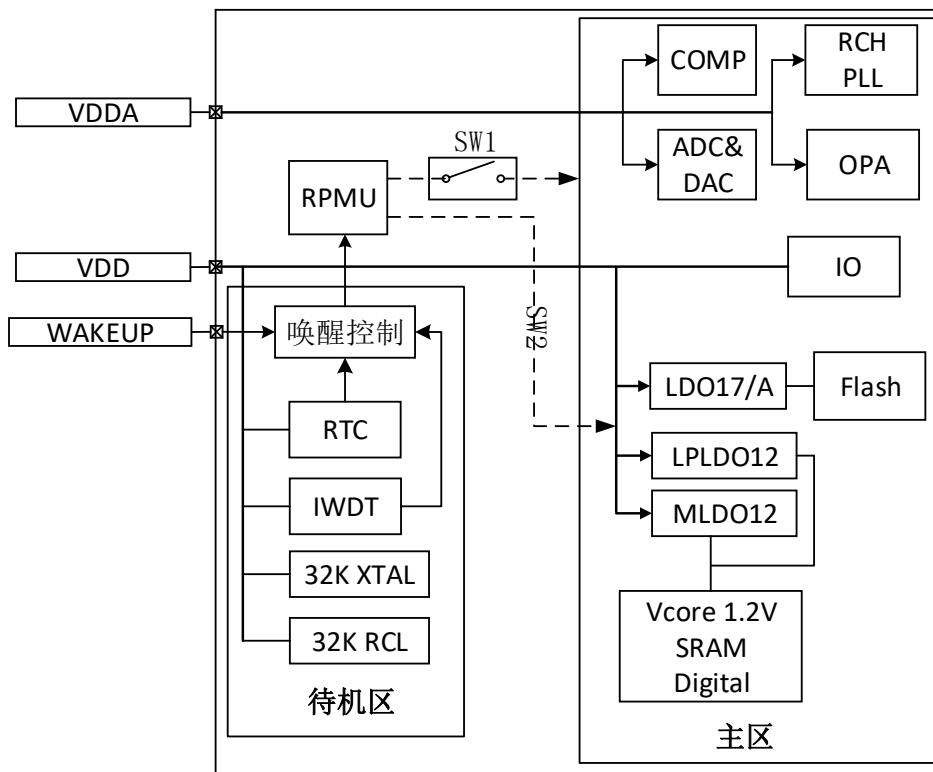 COMP
RCH
PLL
VDDA
SW1
ADC&
DAC
OPA
RPMU
VDD
IO
WAKEUP
唤醒控制
SW2
LDO17/A
Flash
RTC
LPLDO12
IWDT
MLDO12
32K XTAL
Vcore 1.2V
SRAM
Digital
32K RCL
待机区
主区